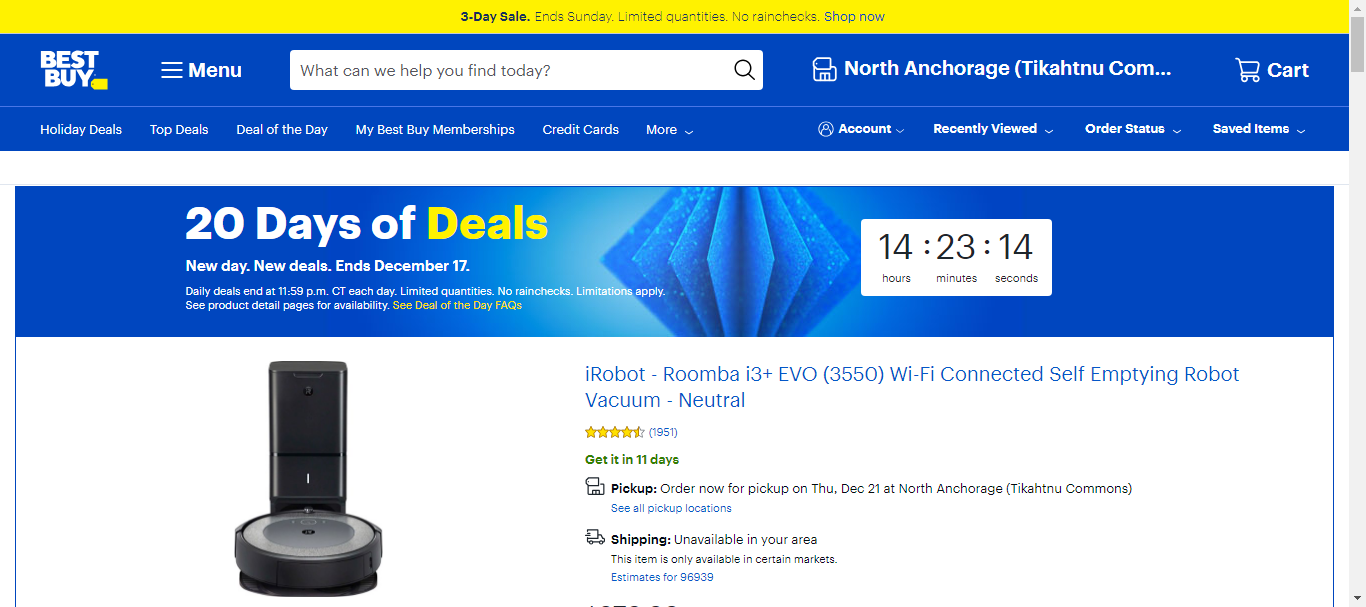 3-Day Sale. Ends Sunday. Limited quantities. No rainchecks. Shop now
BEST BUY
Menu
What can we help you find today?
North Anchorage (Tikahtnu Com...
Cart
Holiday Deals
Top Deals
Deal of the Day
My Best Buy Memberships
Credit Cards
More
Account
Recently Viewed
Order Status
Saved Items
20 Days of Deals
New day. New deals. Ends December 17.
Daily deals end at 11:59 p.m. CT each day. Limited quantities. No rainchecks. Limitations apply.
See product detail pages for availability. See Deal of the Day FAQs
14 : 23 : 14
hours minutes seconds
iRobot - Roomba i3+ EVO (3550) Wi-Fi Connected Self Emptying Robot
Vacuum - Neutral
(1951)
Get it in 11 days
Pickup: Order now for pickup on Thu, Dec 21 at North Anchorage (Tikahtnu Commons)
See all pickup locations
Shipping: Unavailable in your area
This item is only available in certain markets.
Estimates for 96939